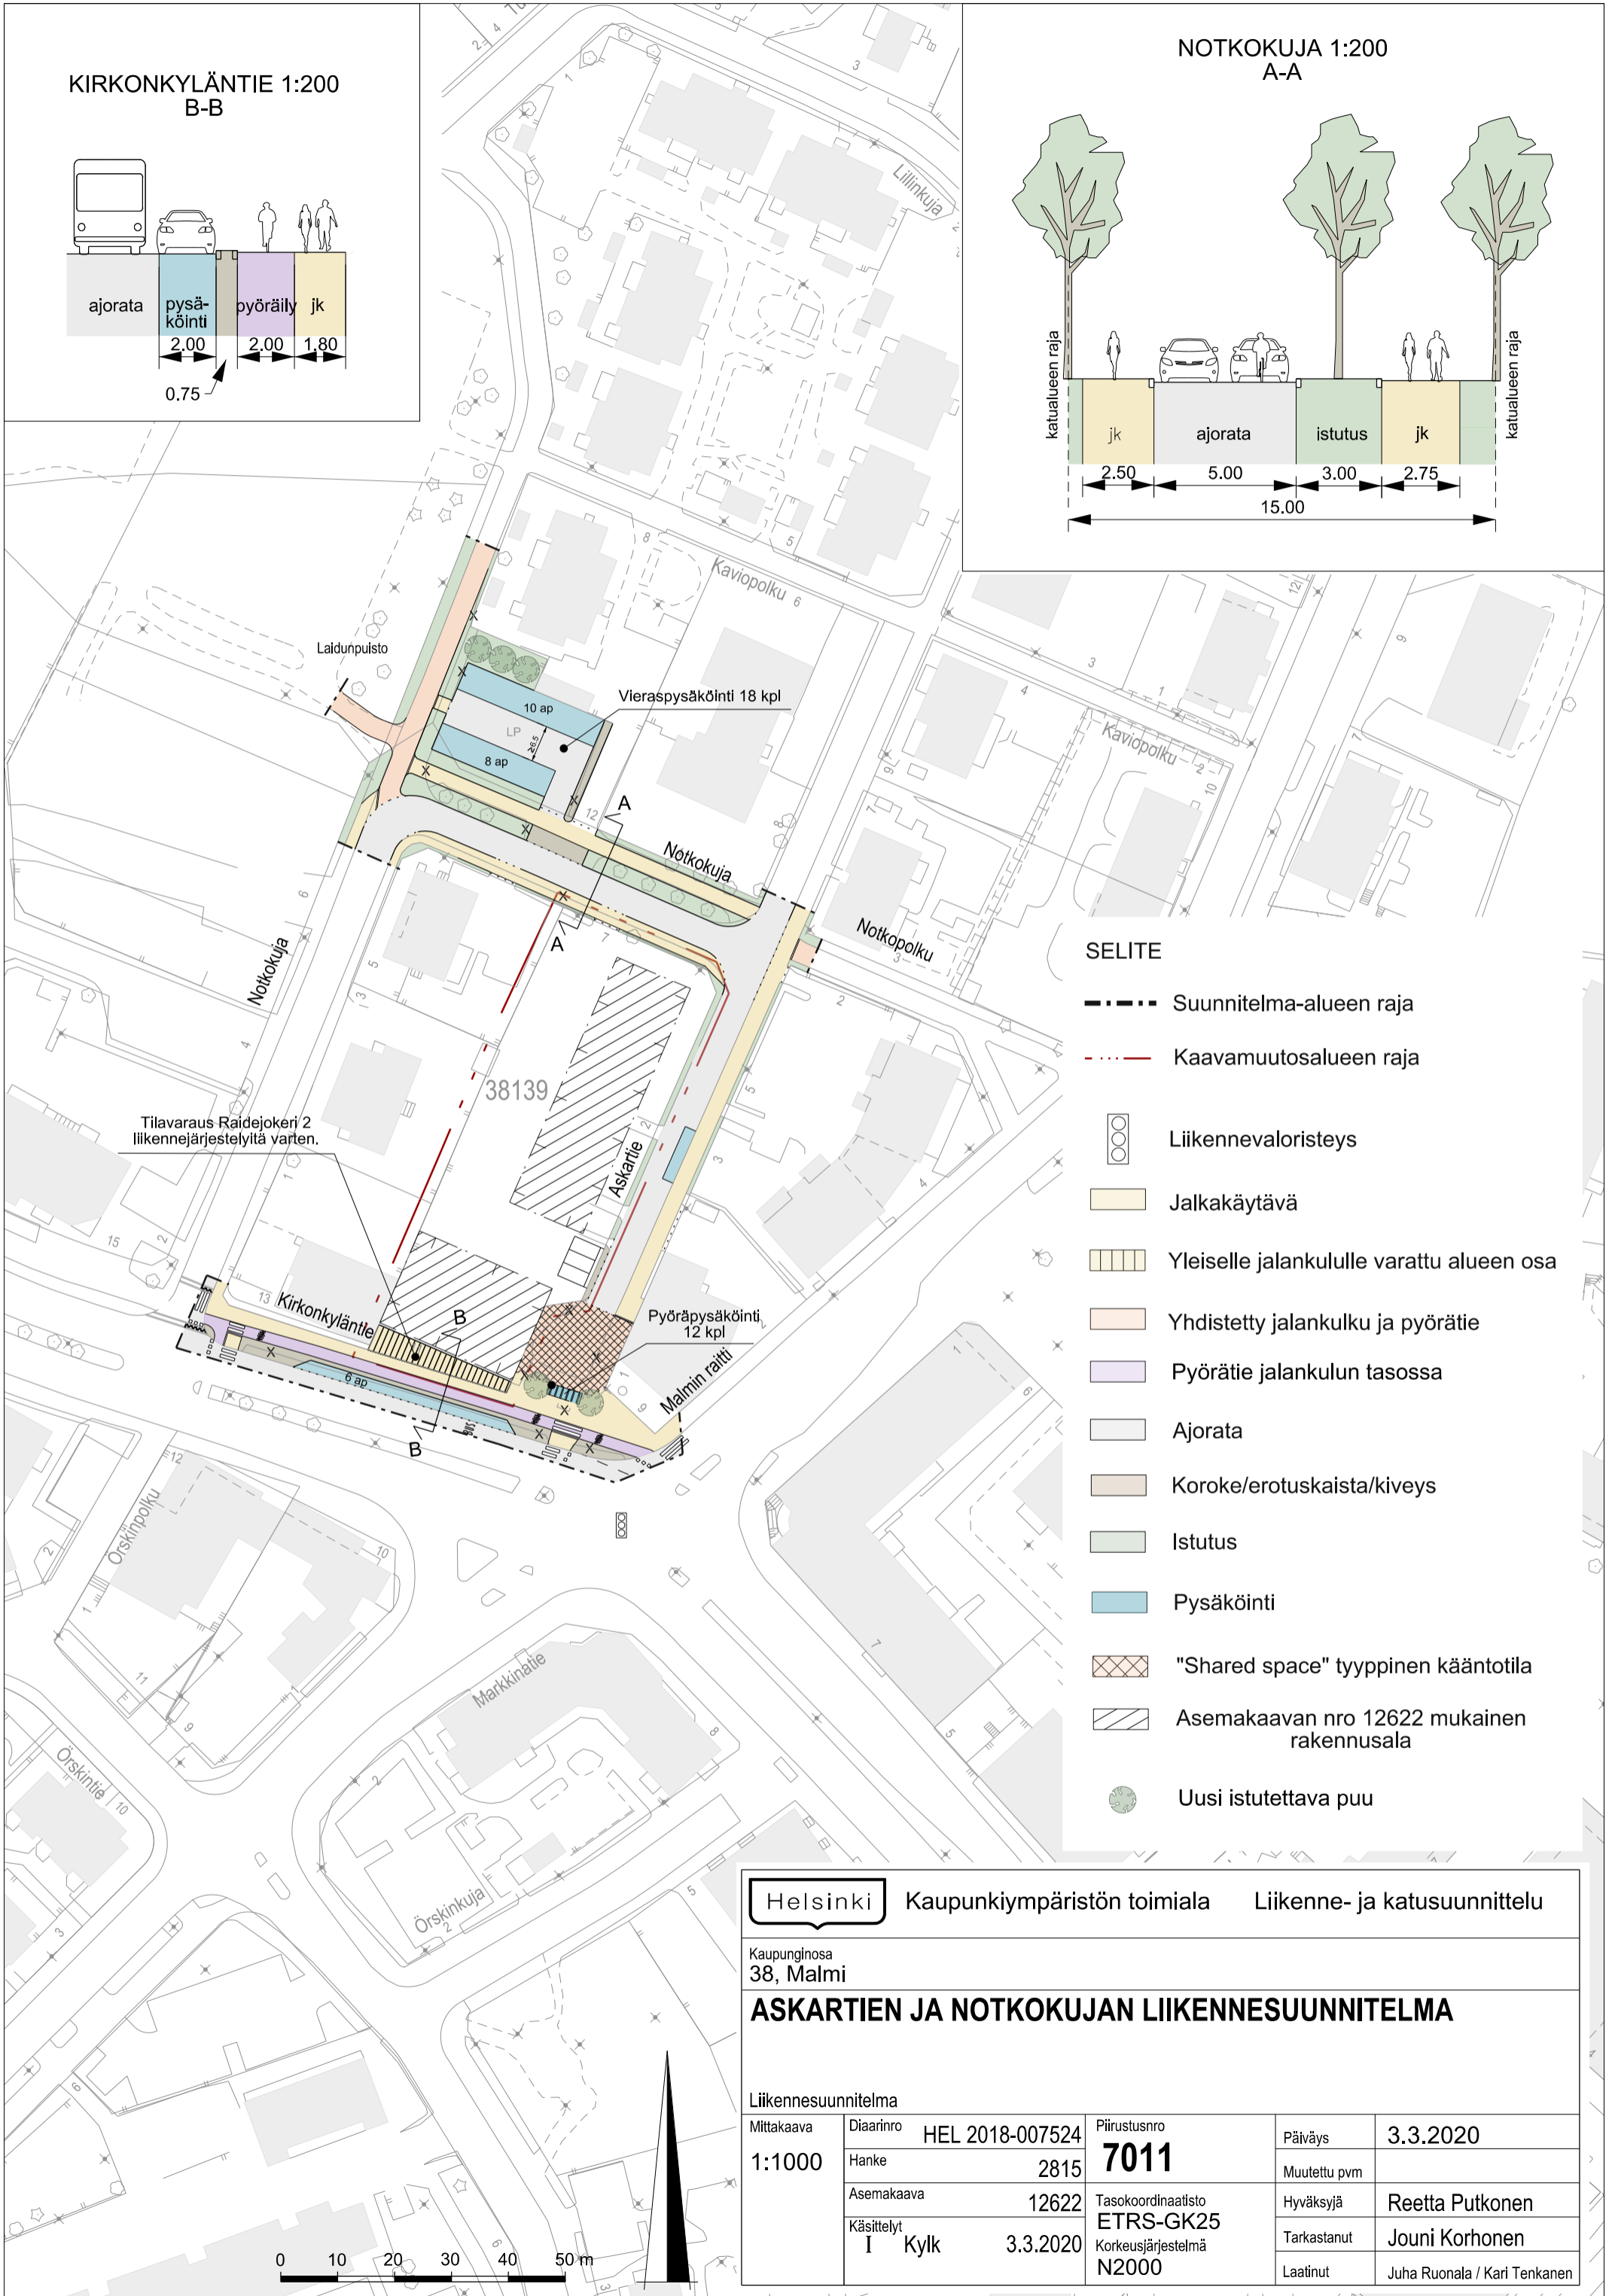 KIRKONKYLÄNTIE 1:200
B-B
ajorata
pysä-
köinti
pyöräily
jk
2.00
2.00
1.80
0.75
NOTKOKUJA 1:200
A-A
katualueen raja
katualueen raja
jk
ajorata
istutus
jk
2.50
5.00
3.00
2.75
15.00
Lillinkuja
Kaviopolku 6
Kaviopolku
Laidunpuisto
Vieraspysäköinti 18 kpl
10 ap
LP
8 ap
A
A
Notkokuja
Notkopolku
Notkokuja
38139
Askartie
Tilavaraus Raidejokeri 2
liikennejärjestelyitä varten.
Kirkonkyläntie
B
B
6 ap
bus
Pyöräpysäköinti
12 kpl
Malmin raitti
Örskinpolku
Markkinatie
Örskintie
Örskinkuja
SELITE
Suunnitelma-alueen raja
Kaavamuutosalueen raja
Liikennevaloristeys
Jalkakäytävä
Yleiselle jalankululle varattu alueen osa
Yhdistetty jalankulku ja pyörätie
Pyörätie jalankulun tasossa
Ajorata
Koroke/erotuskaista/kiveys
Istutus
Pysäköinti
"Shared space" tyyppinen kääntotila
Asemakaavan nro 12622 mukainen
rakennusala
Uusi istutettava puu
Helsinki
Kaupunkiympäristön toimiala
Liikenne- ja katusuunnittelu
Kaupunginosa
38, Malmi
ASKARTIEN JA NOTKOKUJAN LIIKENNESUUNNITELMA
Liikennesuunnitelma
Mittakaava
1:1000
Diaarinro HEL 2018-007524
Hanke 2815
Asemakaava 12622
Käsittelyt
I Kylk 3.3.2020
Piirustusnro
7011
Tasokoordinaatisto
ETRS-GK25
Korkeusjärjestelmä
N2000
Päiväys 3.3.2020
Muutettu pvm
Hyväksyjä Reetta Putkonen
Tarkastanut Jouni Korhonen
Laatinut Juha Ruonala / Kari Tenkanen
0 10 20 30 40 50 m